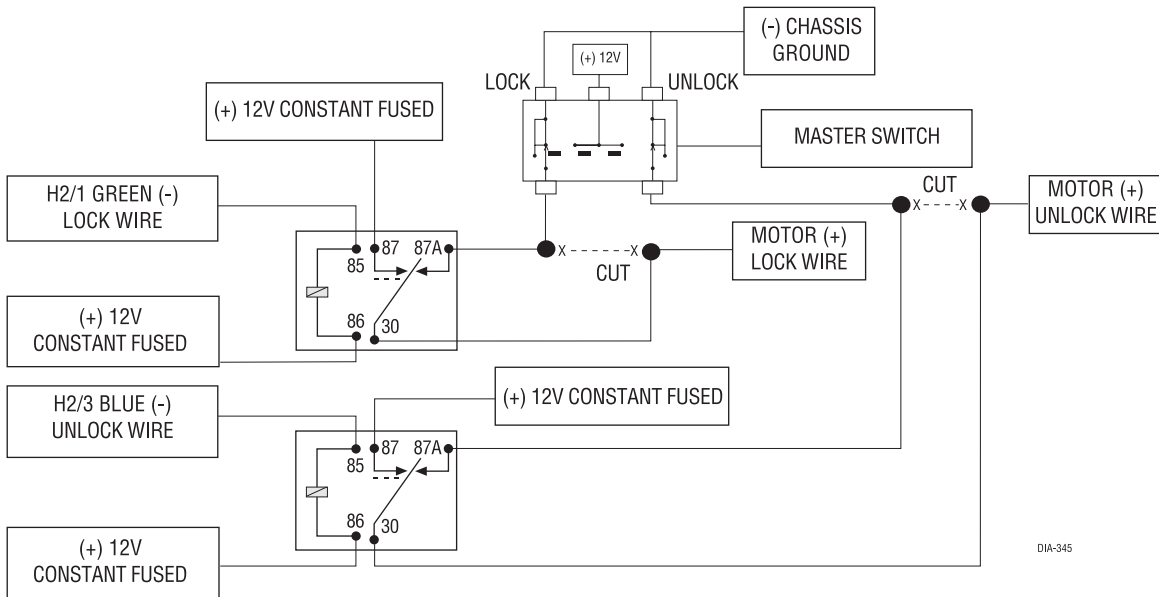 (-) CHASSIS
GROUND
(+) 12V
LOCK
UNLOCK
(+) 12V CONSTANT FUSED
MASTER SWITCH
H2/1 GREEN (-)
LOCK WIRE
CUT
MOTOR (+)
UNLOCK WIRE
X
X
87
87A
85
X
X
MOTOR (+)
LOCK WIRE
CUT
(+) 12V
CONSTANT FUSED
86
30
H2/3 BLUE (-)
UNLOCK WIRE
(+) 12V CONSTANT FUSED
87
87A
85
86
30
(+) 12V
CONSTANT FUSED
DIA-345